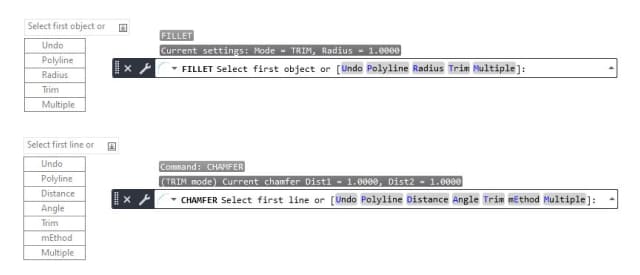 Select first object or
Undo
Polyline
Radius
Trim
Multiple
FILLET
Current settings: Mode = TRIM, Radius = 1.0000
FILLET Select first object or [Undo Polyline Radius Trim Multiple]:
Select first line or
Undo
Polyline
Distance
Angle
Trim
mEthod
Multiple
Command: CHAMFER
(TRIM mode) Current chamfer Dist1 = 1.0000, Dist2 = 1.0000
CHAMFER Select first line or [Undo Polyline Distance Angle Trim mEthod Multiple]: